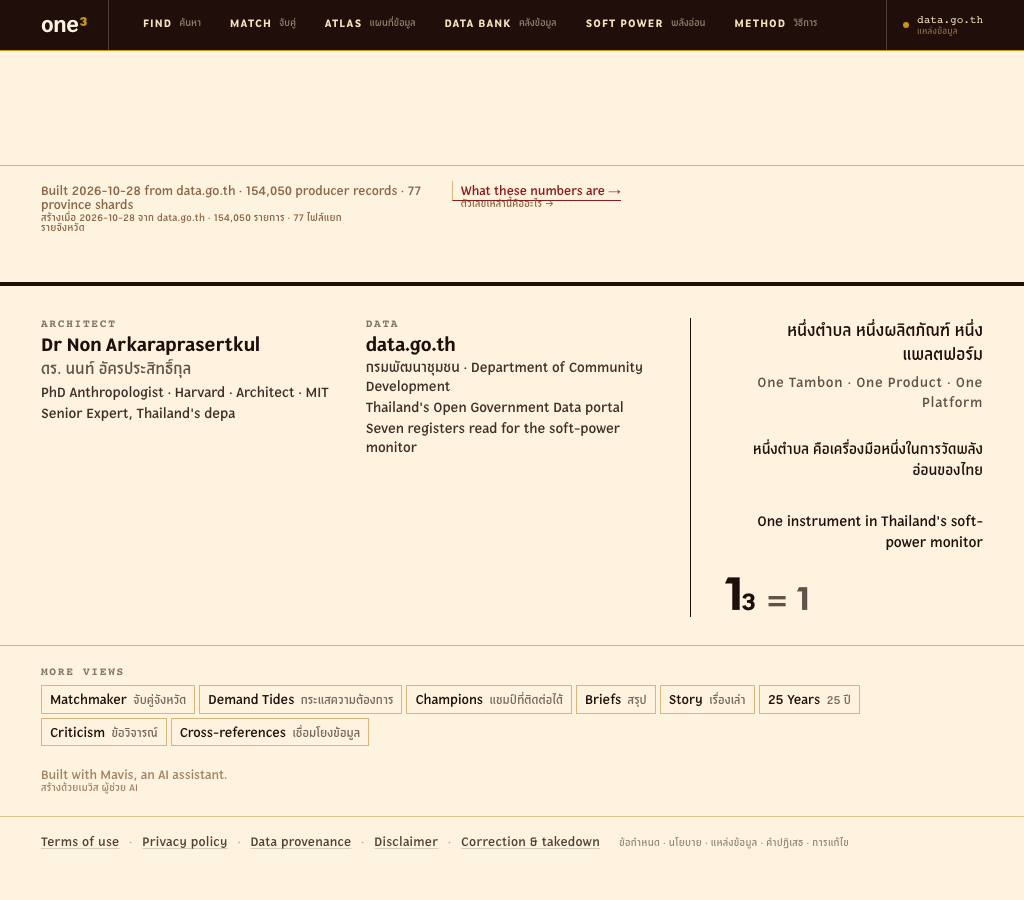 one³
FIND ค้นหา MATCH จับคู่ ATLAS แผนที่ข้อมูล DATA BANK คลังข้อมูล SOFT POWER พลังอ่อน METHOD วิธีการ
data.go.th
แหล่งข้อมูล
Built 2026-10-28 from data.go.th · 154,050 producer records · 77
province shards
สร้างเมื่อ 2026-10-28 จาก data.go.th · 154,050 รายการ · 77 ไฟล์แยก
รายจังหวัด
What these numbers are →
ตัวเลขเหล่านี้คืออะไร →
ARCHITECT
Dr Non Arkaraprasertkul
ดร. นนท์ อัครประสิทธิ์กุล
PhD Anthropologist · Harvard · Architect · MIT
Senior Expert, Thailand's depa
DATA
data.go.th
กรมพัฒนาชุมชน · Department of Community
Development
Thailand's Open Government Data portal
Seven registers read for the soft-power
monitor
หนึ่งตำบล หนึ่งผลิตภัณฑ์ หนึ่ง
แพลตฟอร์ม
One Tambon · One Product · One
Platform
หนึ่งตำบล คือเครื่องมือหนึ่งในการวัดพลัง
อ่อนของไทย
One instrument in Thailand's soft-
power monitor
1₃ = 1
MORE VIEWS
Matchmaker จับคู่จังหวัด Demand Tides กระแสความต้องการ Champions แชมป์ที่ติดต่อได้ Briefs สรุป Story เรื่องเล่า 25 Years 25 ปี
Criticism ข้อวิจารณ์ Cross-references เชื่อมโยงข้อมูล
Built with Mavis, an AI assistant.
สร้างด้วยเมวิส ผู้ช่วย AI
Terms of use · Privacy policy · Data provenance · Disclaimer · Correction & takedown ข้อกำหนด · นโยบาย · แหล่งข้อมูล · คำปฏิเสธ · การแก้ไข